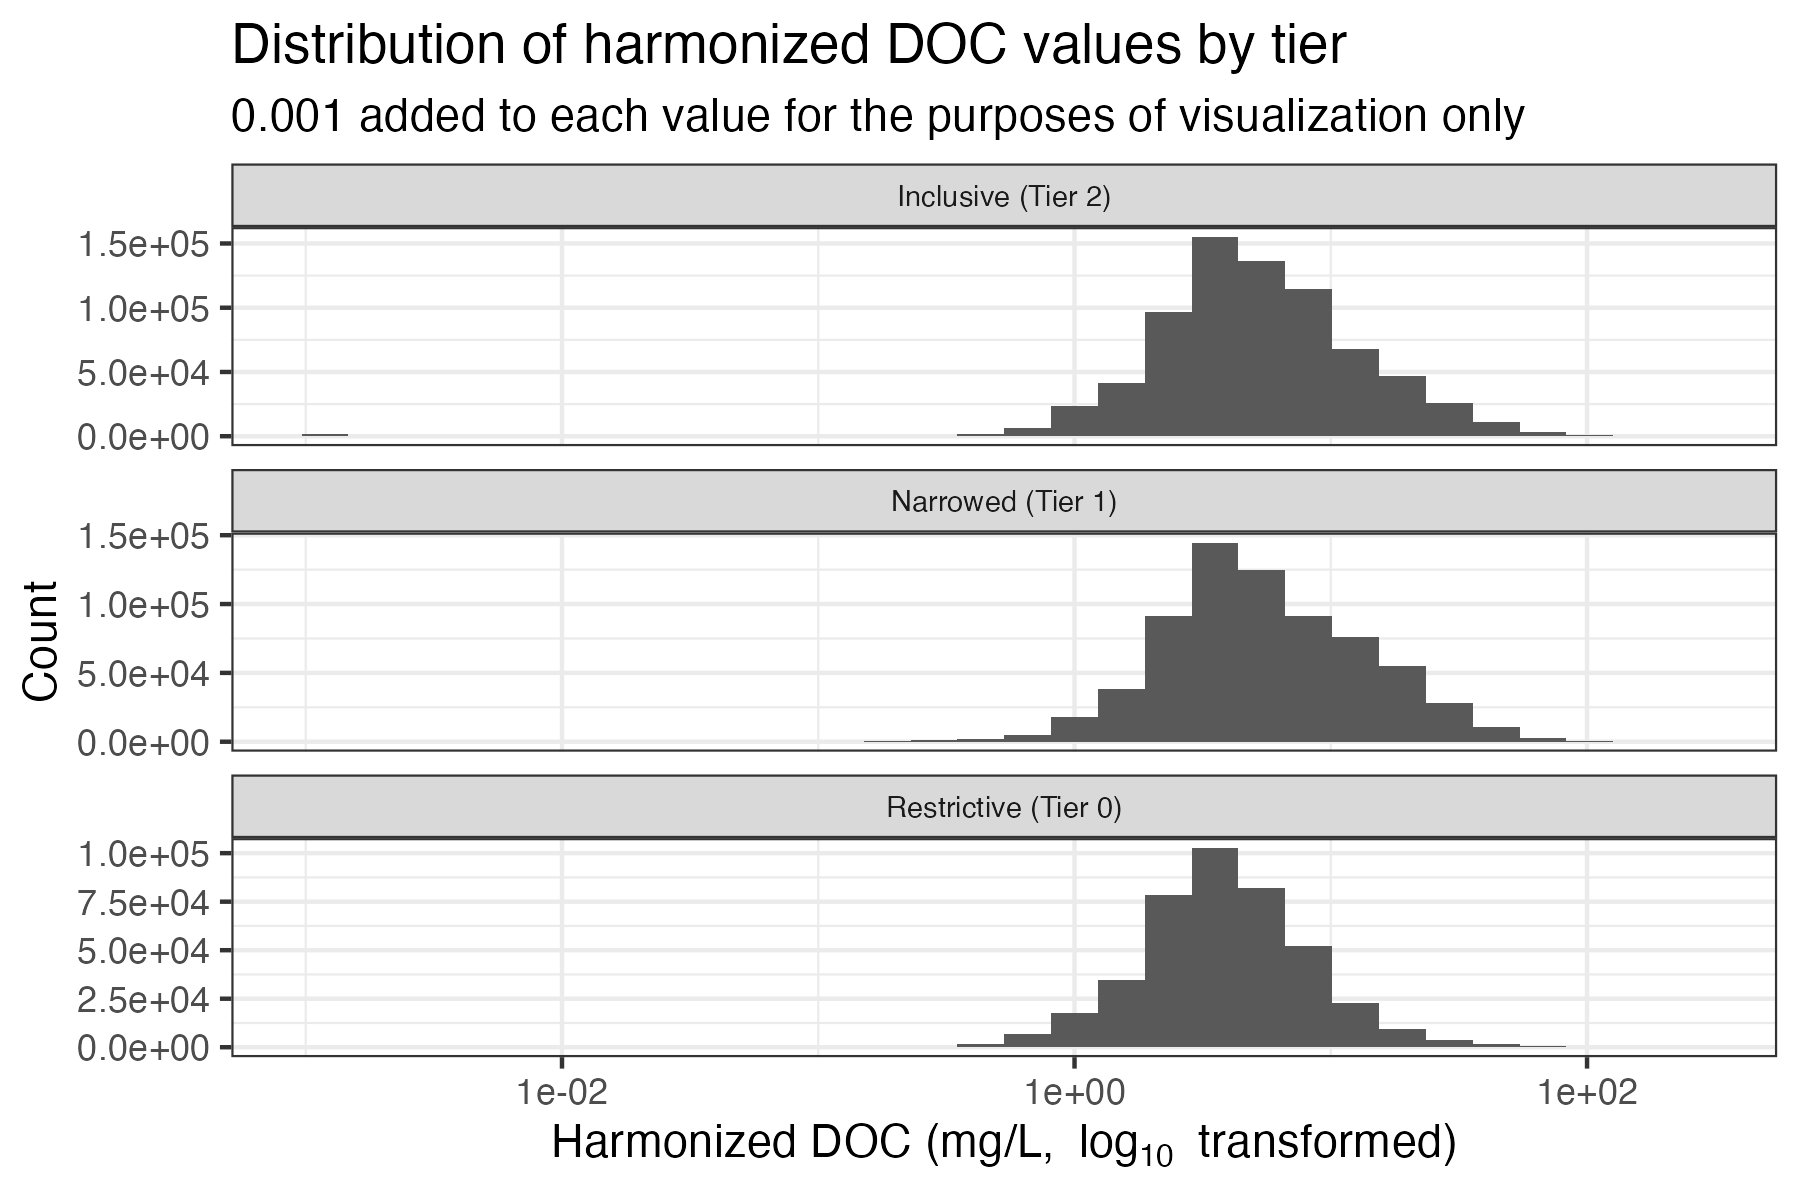 Distribution of harmonized DOC values by tier
0.001 added to each value for the purposes of visualization only
Inclusive (Tier 2)
1.5e+05
1.0e+05
5.0e+04
0.0e+00
Narrowed (Tier 1)
1.5e+05
1.0e+05
5.0e+04
0.0e+00
Count
Restrictive (Tier 0)
1.0e+05
7.5e+04
5.0e+04
2.5e+04
0.0e+00
1e-02 1e+00 1e+02
Harmonized DOC (mg/L, log₁₀ transformed)